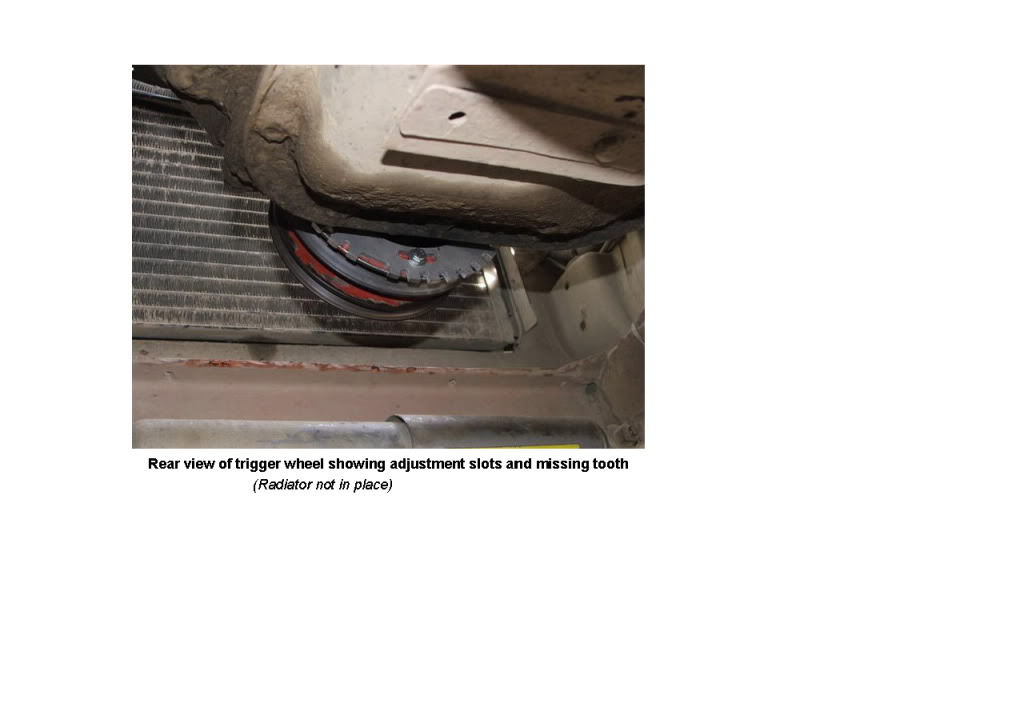 Rear view of trigger wheel showing adjustment slots and missing tooth
(Radiator not in place)